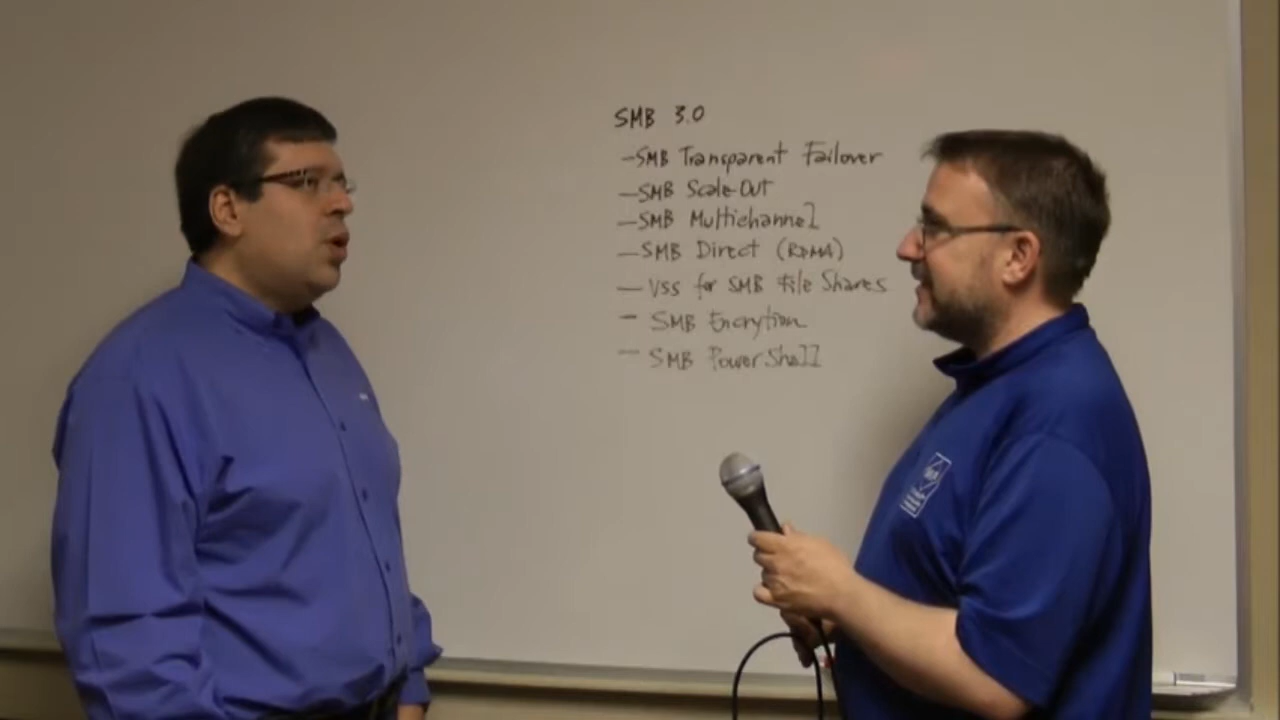 SMB 3.0
-SMB Transparent Failover
-SMB Scale-Out
-SMB Multichannel
-SMB Direct (RDMA)
- VSS for SMB File Shares
- SMB Encrytion
- SMB PowerShell